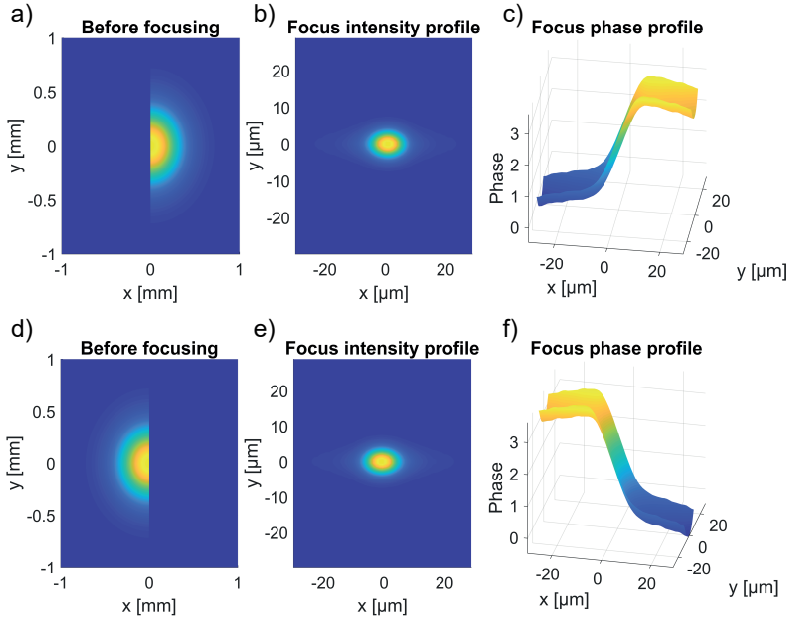 a) Before focusing
1
0.5
0
-0.5
-1
-1 0 1
y [mm]
x [mm]
b) Focus intensity profile
20
10
0
-10
-20
-20 0 20
y [µm]
x [µm]
c) Focus phase profile
3
2
1
0
Phase
-20 0 20
x [µm]
20
0
-20
y [µm]
d) Before focusing
1
0.5
0
-0.5
-1
-1 0 1
y [mm]
x [mm]
e) Focus intensity profile
20
10
0
-10
-20
-20 0 20
y [µm]
x [µm]
f) Focus phase profile
3
2
1
0
Phase
-20 0 20
x [µm]
20
0
-20
y [µm]